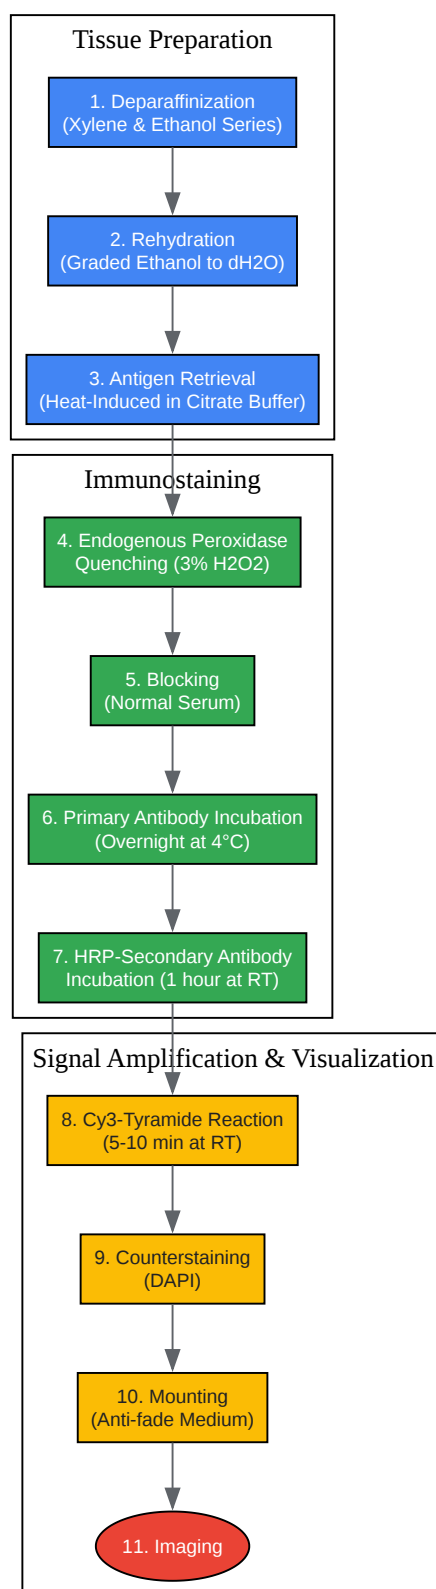 Tissue Preparation
1. Deparaffinization
(Xylene & Ethanol Series)
2. Rehydration
(Graded Ethanol to dH2O)
3. Antigen Retrieval
(Heat-Induced in Citrate Buffer)
Immunostaining
4. Endogenous Peroxidase
Quenching (3% H2O2)
5. Blocking
(Normal Serum)
6. Primary Antibody Incubation
(Overnight at 4°C)
7. HRP-Secondary Antibody
Incubation (1 hour at RT)
Signal Amplification & Visualization
8. Cy3-Tyramide Reaction
(5-10 min at RT)
9. Counterstaining
(DAPI)
10. Mounting
(Anti-fade Medium)
11. Imaging